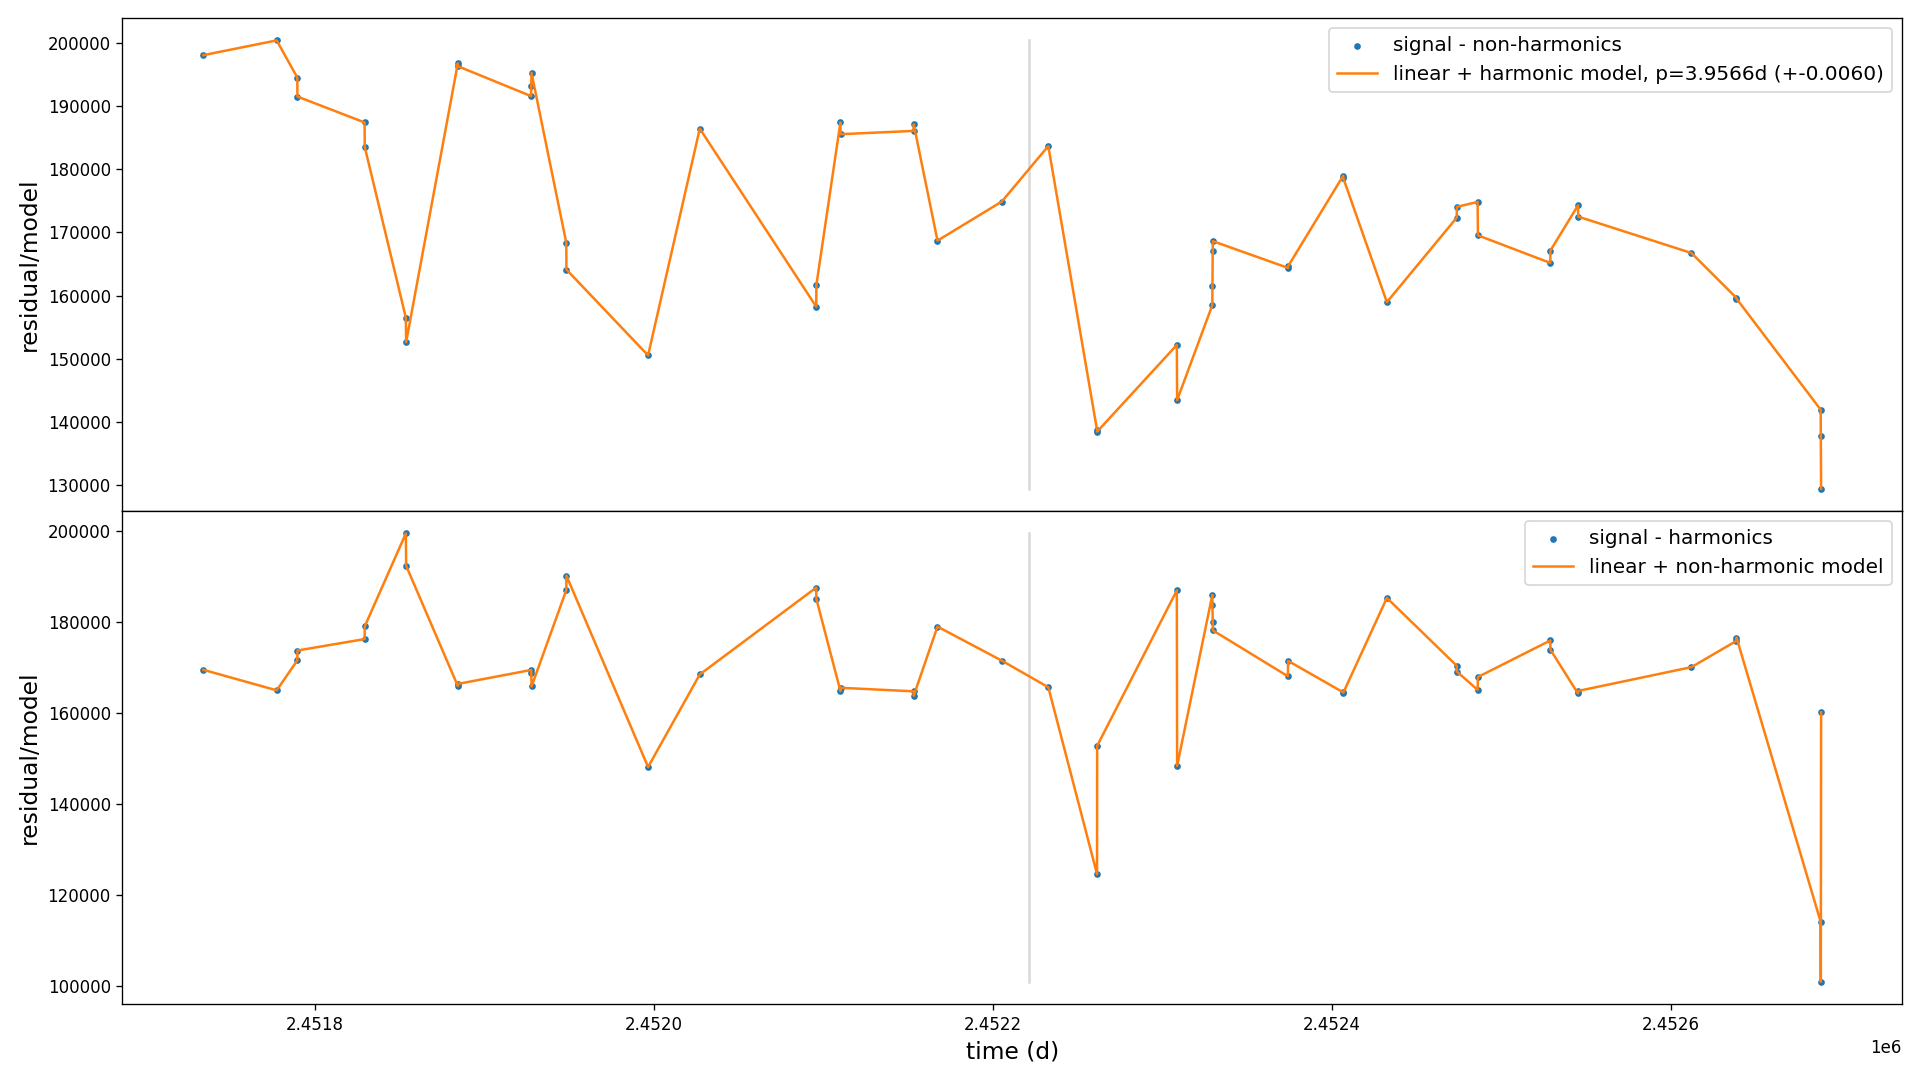 200000
190000
180000
170000
160000
150000
140000
130000
residual/model
signal - non-harmonics
linear + harmonic model, p=3.9566d (+-0.0060)
200000
180000
160000
140000
120000
100000
residual/model
signal - harmonics
linear + non-harmonic model
2.4518
2.4520
2.4522
2.4524
2.4526
1e6
time (d)